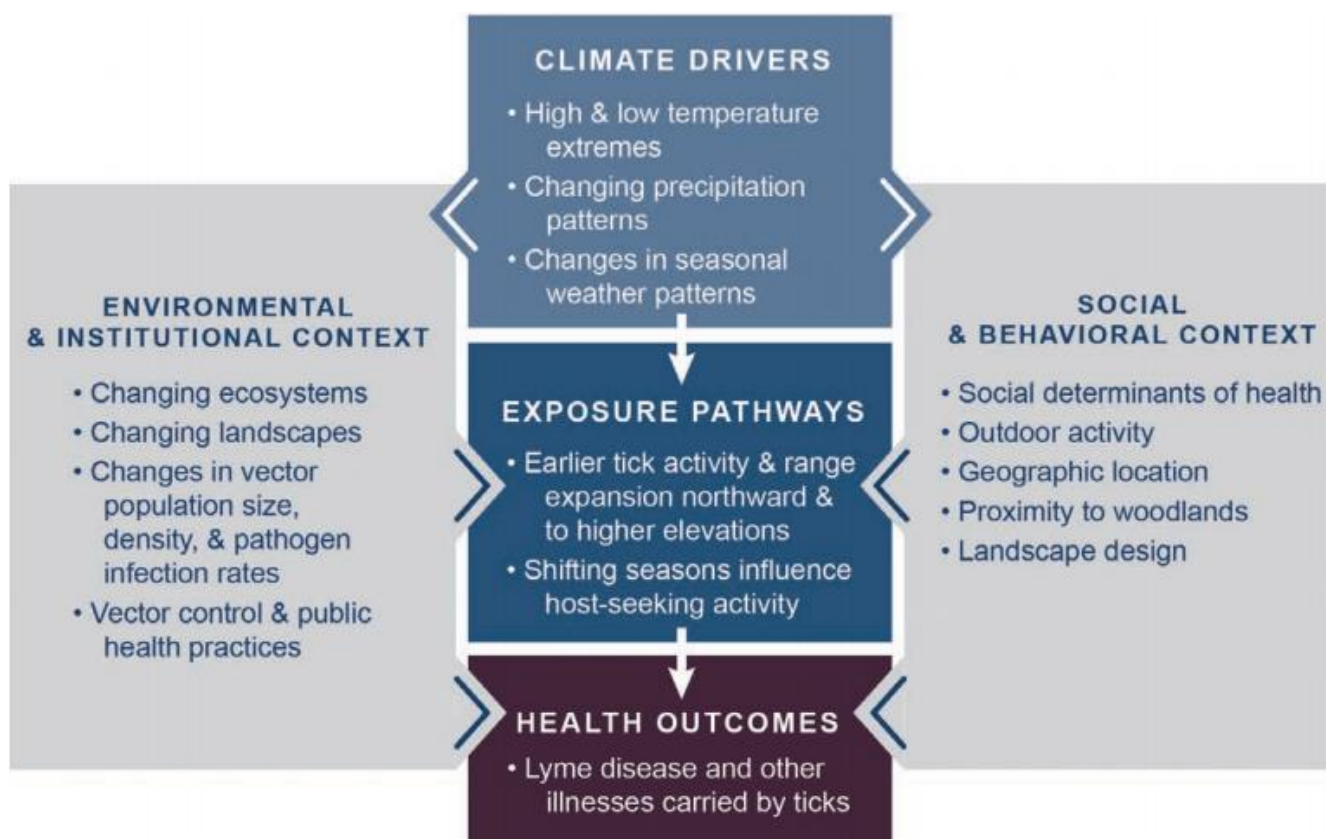 CLIMATE DRIVERS
• High & low temperature
extremes
• Changing precipitation
patterns
• Changes in seasonal
weather patterns
ENVIRONMENTAL
& INSTITUTIONAL CONTEXT
• Changing ecosystems
• Changing landscapes
• Changes in vector
population size,
density, & pathogen
infection rates
• Vector control & public
health practices
EXPOSURE PATHWAYS
• Earlier tick activity & range
expansion northward &
to higher elevations
• Shifting seasons influence
host-seeking activity
SOCIAL
& BEHAVIORAL CONTEXT
• Social determinants of health
• Outdoor activity
• Geographic location
• Proximity to woodlands
• Landscape design
HEALTH OUTCOMES
• Lyme disease and other
illnesses carried by ticks